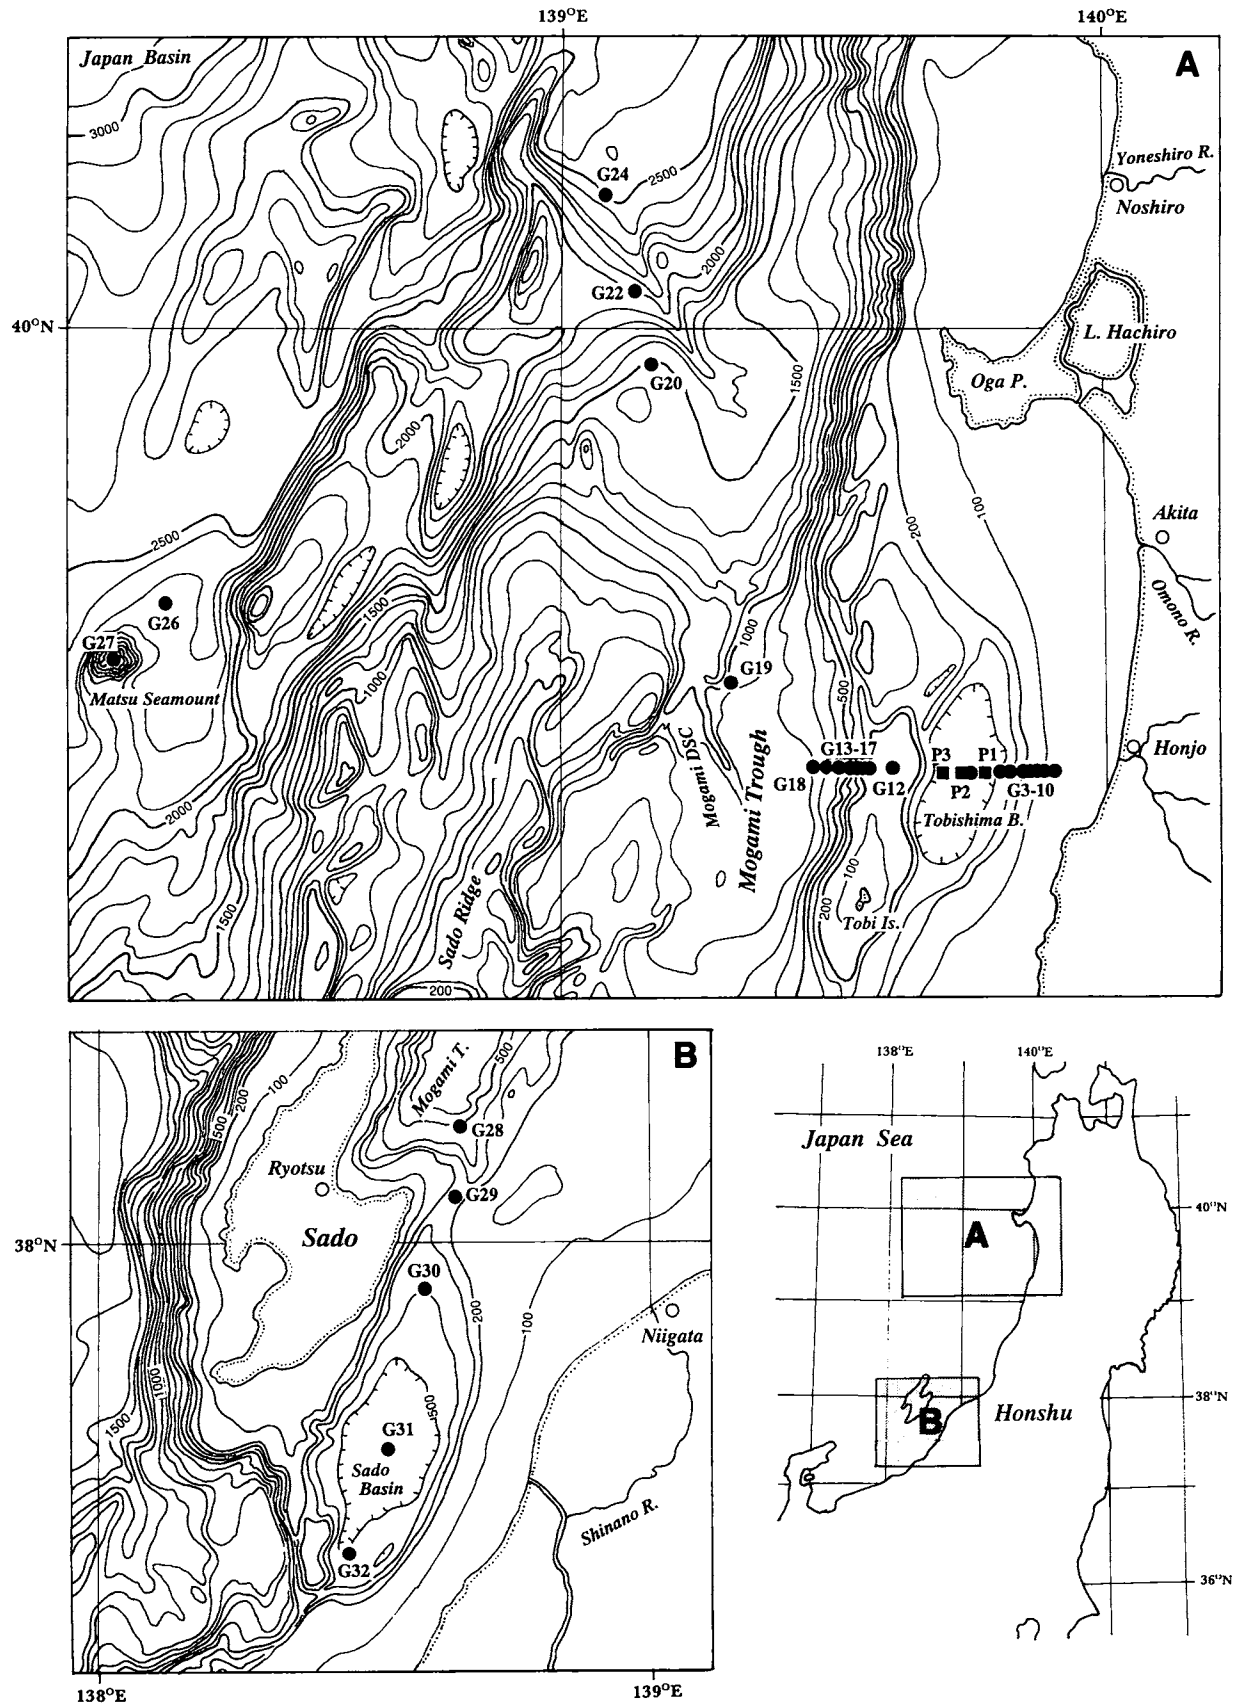 139°E
140°E
Japan Basin
A
3000
Yoneshiro R.
G24
2500
Noshiro
2000
G22
40°N
L. Hachiro
Oga P.
G20
1500
2000
200
100
Akita
2500
Omono R.
1500
G26
1000
G27
G19
Matsu Seamount
1000
500
G13-17
P3
P1
Honjo
Mogami DSC
Mogami Trough
G18
G12
P2
G3-10
2000
Tobishima B.
100
1500
Sado Ridge
200
Tobi Is.
200
B
138°E
140°E
Mogami T.
500
100
200
500
G28
Japan Sea
Ryotsu
G29
40°N
A
38°N
Sado
G30
200
100
Niigata
1000
500
38°N
1500
B
Honshu
G31
Sado
Basin
Shinano R.
G32
36°N
138°E
139°E